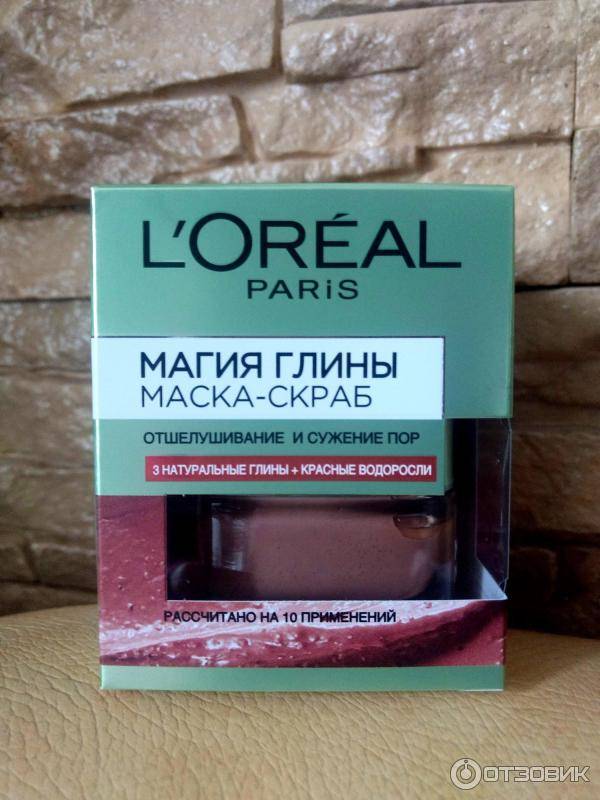 L'ORÉAL
PARiS
МАГИЯ ГЛИНЫ
МАСКА-СКРАБ
ОТШЕЛУШИВАНИЕ И СУЖЕНИЕ ПОР
3 НАТУРАЛЬНЫЕ ГЛИНЫ + КРАСНЫЕ ВОДОРОСЛИ
РАССЧИТАНО НА 10 ПРИМЕНЕНИЙ
ОТЗОВИК